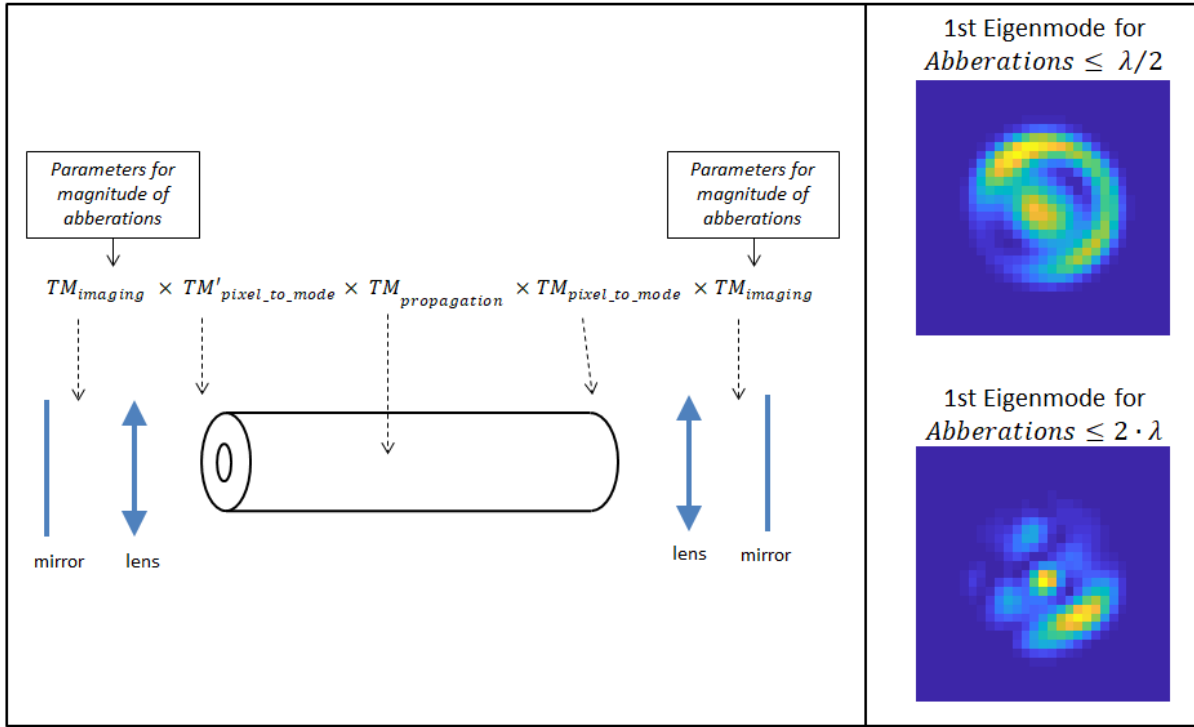 Parameters for
magnitude of
abberations
Parameters for
magnitude of
abberations
TM_imaging × TM'_pixel_to_mode × TM_propagation × TM_pixel_to_mode × TM_imaging
mirror
lens
lens
mirror
1st Eigenmode for
Abberations ≤ λ/2
1st Eigenmode for
Abberations ≤ 2 · λ